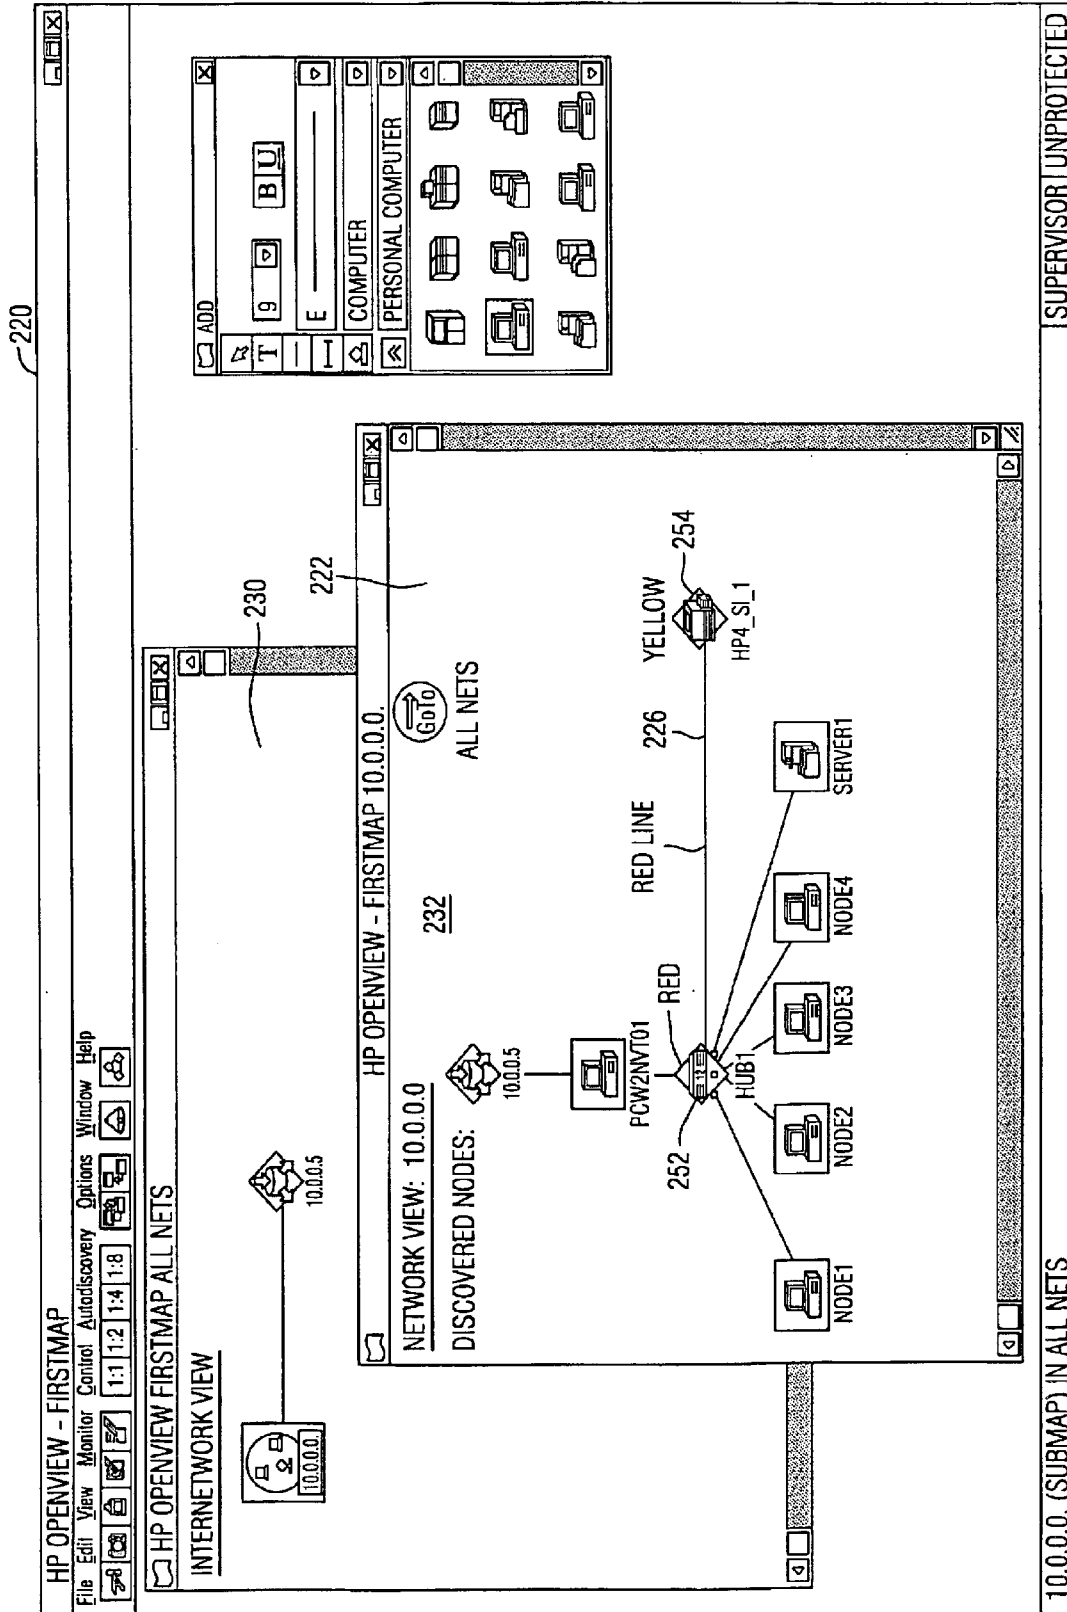 220
HP OPENVIEW - FIRSTMAP
File Edit View Monitor Control Autodiscovery Options Window Help
1:1 1:2 1:4 1:8
HP OPENVIEW FIRSTMAP ALL NETS
INTERNETWORK VIEW
10.0.0.0.
10.0.0.5
230
ADD
T 9 B U
E
COMPUTER
PERSONAL COMPUTER
HP OPENVIEW - FIRSTMAP 10.0.0.0.
222
NETWORK VIEW: 10.0.0.0
GoTo
ALL NETS
DISCOVERED NODES:
232
10.0.0.5
PCW2NVT01
RED
RED LINE
226
YELLOW
254
HP4_SI_1
252
HUB1
NODE1
NODE2
NODE3
NODE4
SERVER1
10.0.0.0. (SUBMAP) IN ALL NETS
SUPERVISOR UNPROTECTED